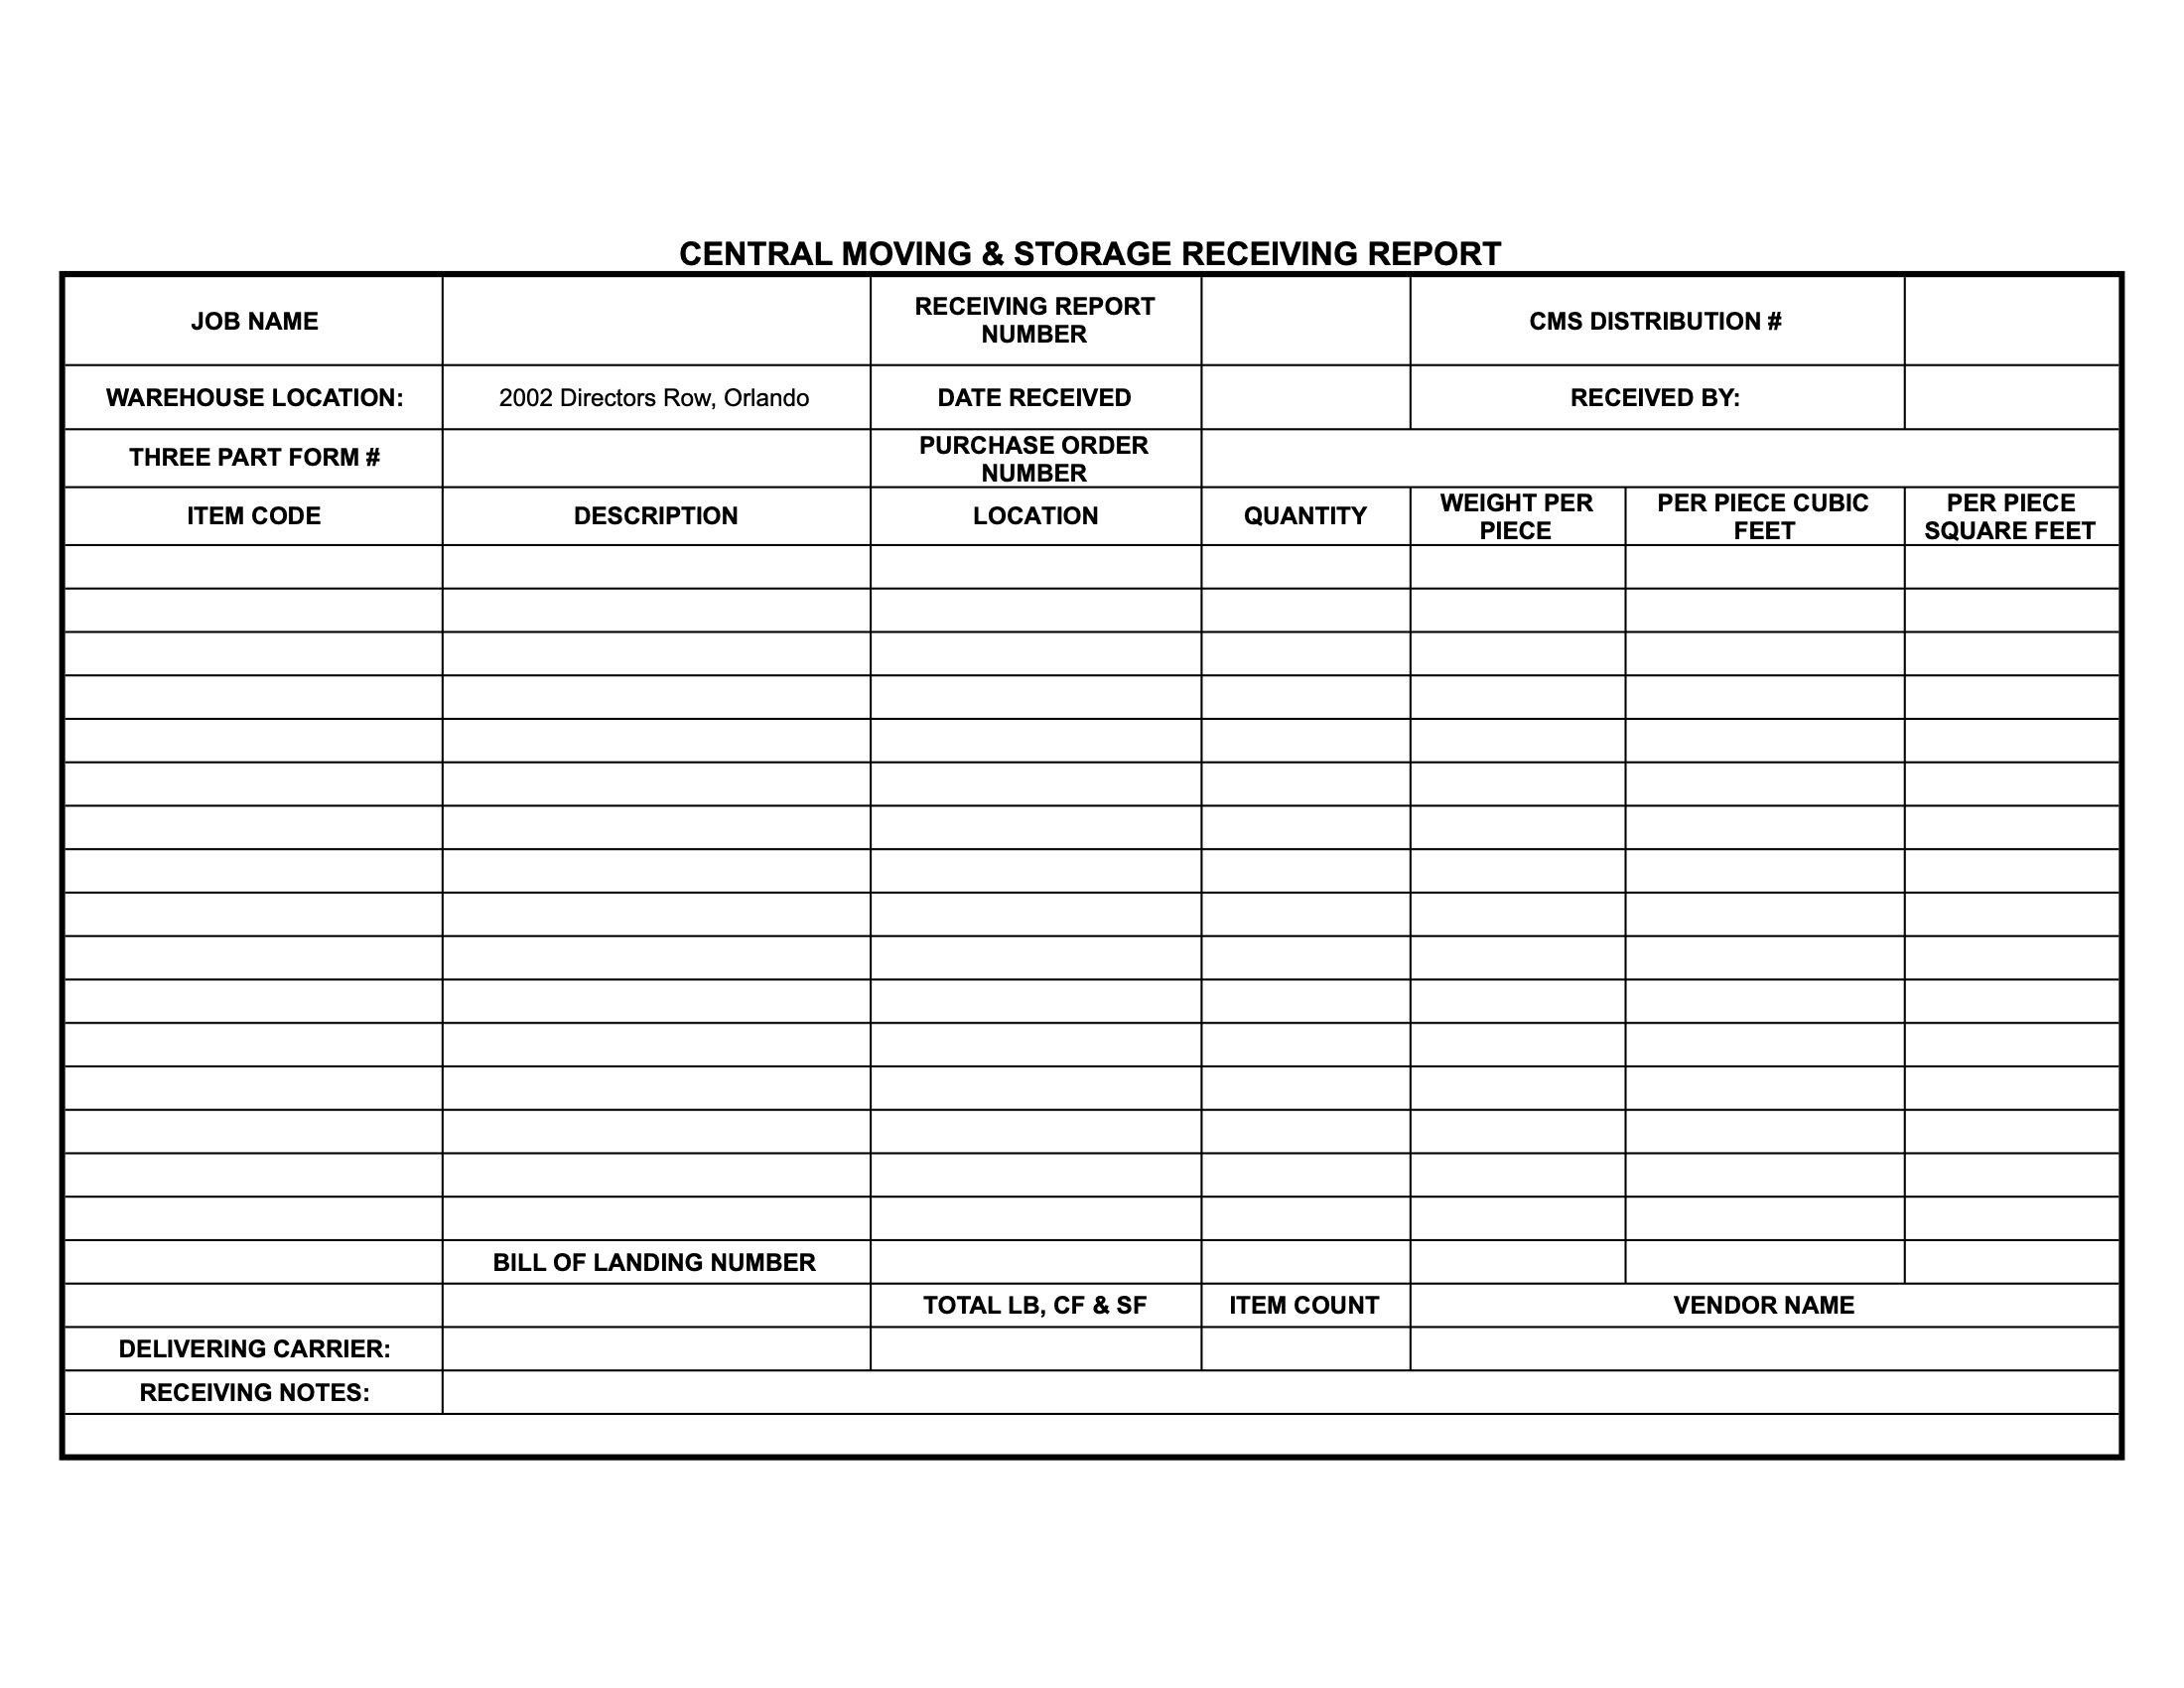 CENTRAL MOVING & STORAGE RECEIVING REPORT
JOB NAME
RECEIVING REPORT
NUMBER
CMS DISTRIBUTION #
WAREHOUSE LOCATION:
2002 Directors Row, Orlando
DATE RECEIVED
RECEIVED BY:
THREE PART FORM #
PURCHASE ORDER
NUMBER
ITEM CODE
DESCRIPTION
LOCATION
QUANTITY
WEIGHT PER
PIECE
PER PIECE CUBIC
FEET
PER PIECE
SQUARE FEET
BILL OF LANDING NUMBER
TOTAL LB, CF & SF
ITEM COUNT
VENDOR NAME
DELIVERING CARRIER:
RECEIVING NOTES: